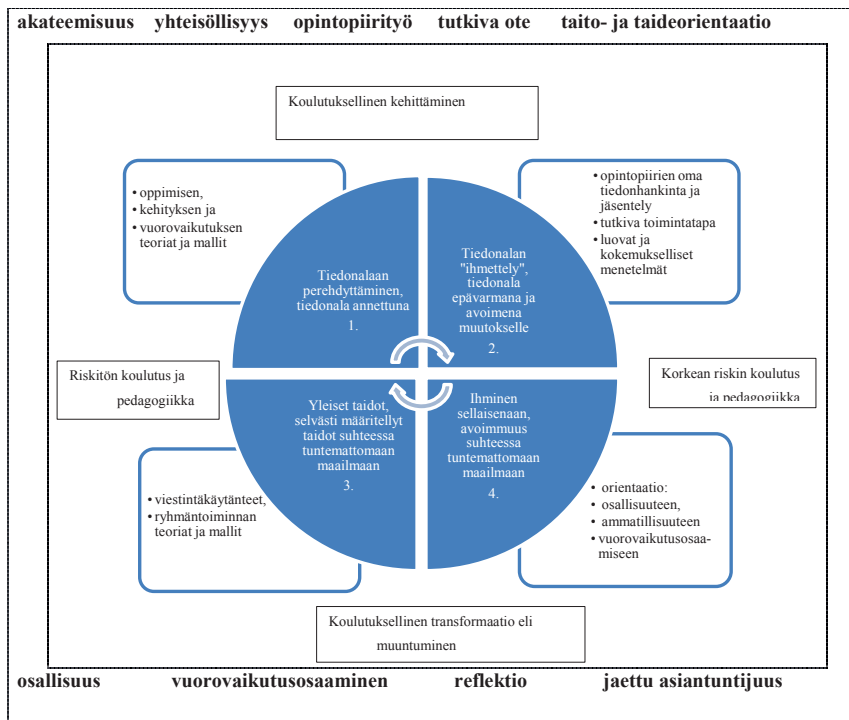 akateemisuus yhteisöllisyys opintopiirityö tutkiva ote taito- ja taideorientaatio
Koulutuksellinen kehittäminen
• oppimisen,
• kehityksen ja
• vuorovaikutuksen
teoriat ja mallit
• opintopiirien oma
tiedonhankinta ja
jäsentely
• tutkiva toimintatapa
• luovat ja
kokemukselliset
menetelmät
Tiedonalaan
perehdyttäminen,
tiedonala annettuna
1.
Tiedonalan
"ihmettely",
tiedonala
epävarmana ja
avoimena
muutokselle
2.
Riskitön koulutus ja
pedagogiikka
Korkean riskin koulutus
ja pedagogiikka
Yleiset taidot,
selvästi määritellyt
taidot suhteessa
tuntemattomaan
maailmaan
3.
Ihminen
sellaisenaan,
avoimmuus
suhteessa
tuntemattomaan
maailmaan
4.
• viestintäkäytänteet,
• ryhmäntoiminnan
teoriat ja mallit
• orientaatio:
• osallisuuteen,
• ammatillisuuteen
• vuorovaikutusosaa-
miseen
Koulutuksellinen transformaatio eli
muuntuminen
osallisuus vuorovaikutusosaaminen reflektio jaettu asiantuntijuus